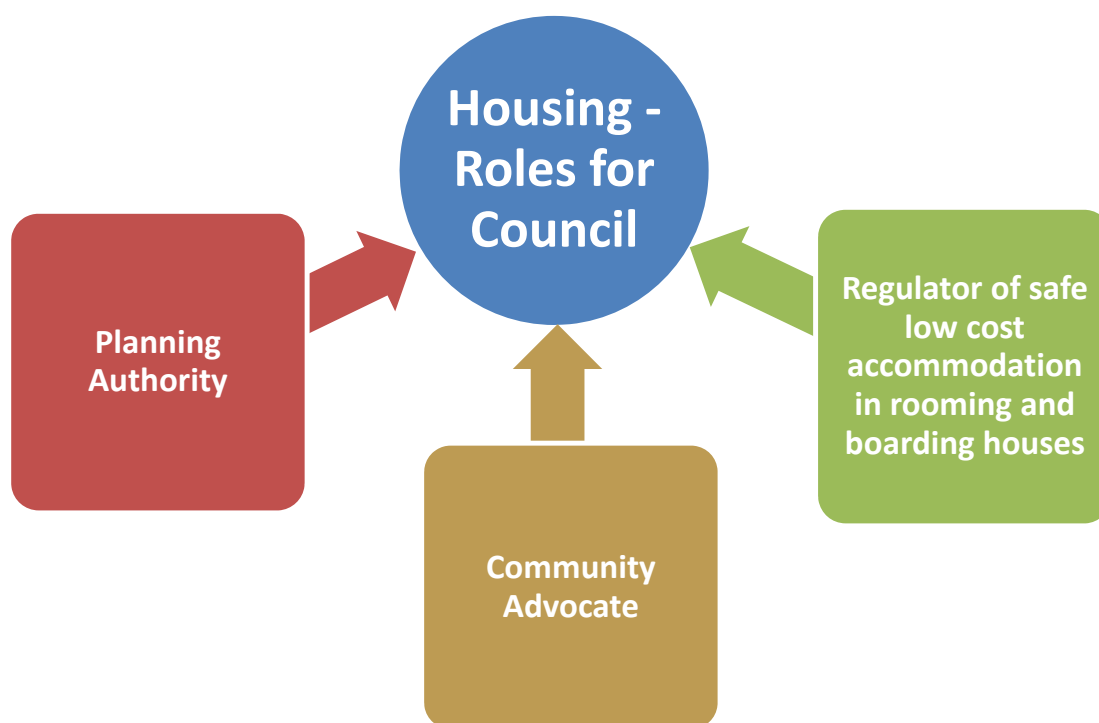 Housing -
Roles for
Council
Planning
Authority
Community
Advocate
Regulator of safe
low cost
accommodation
in rooming and
boarding houses